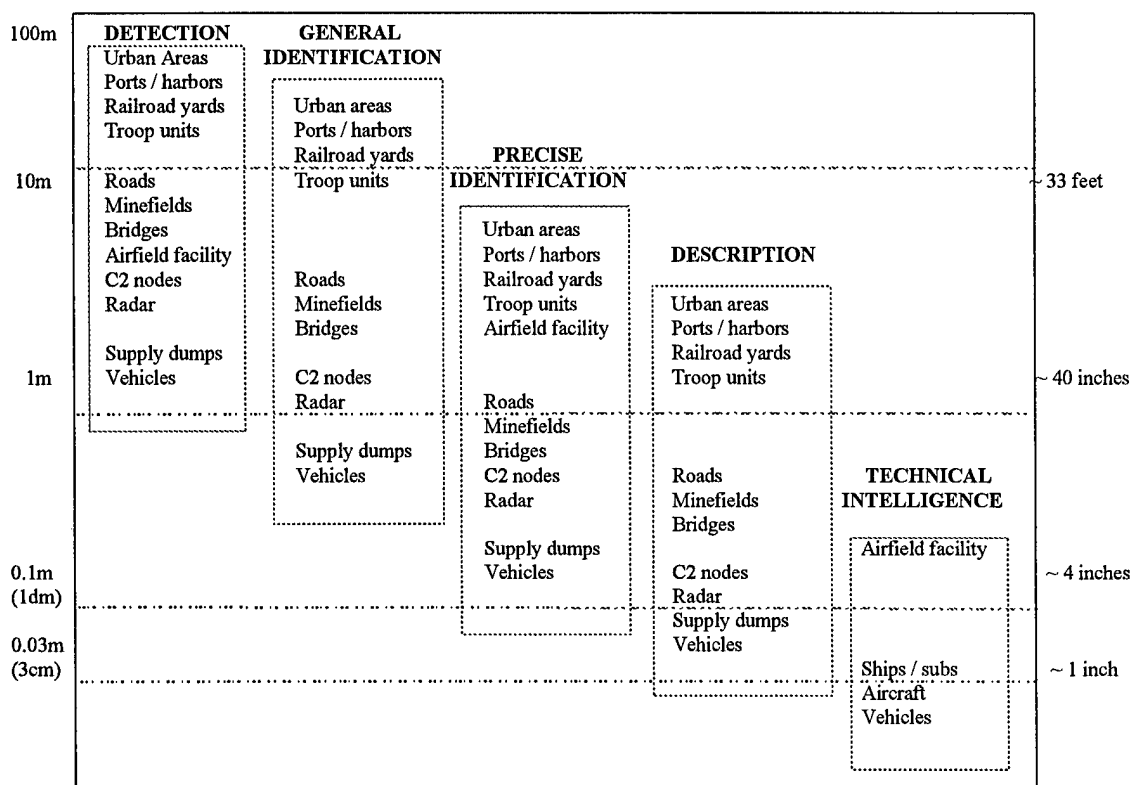 100m
10m
1m
0.1m
(1dm)
0.03m
(3cm)
DETECTION
Urban Areas
Ports / harbors
Railroad yards
Troop units
Roads
Minefields
Bridges
Airfield facility
C2 nodes
Radar
Supply dumps
Vehicles
GENERAL
IDENTIFICATION
Urban areas
Ports / harbors
Railroad yards
Troop units
Roads
Minefields
Bridges
C2 nodes
Radar
Supply dumps
Vehicles
PRECISE
IDENTIFICATION
Urban areas
Ports / harbors
Railroad yards
Troop units
Airfield facility
Roads
Minefields
Bridges
C2 nodes
Radar
Supply dumps
Vehicles
DESCRIPTION
Urban areas
Ports / harbors
Railroad yards
Troop units
Roads
Minefields
Bridges
C2 nodes
Radar
Supply dumps
Vehicles
TECHNICAL
INTELLIGENCE
Airfield facility
Ships / subs
Aircraft
Vehicles
~ 33 feet
~ 40 inches
~ 4 inches
~ 1 inch